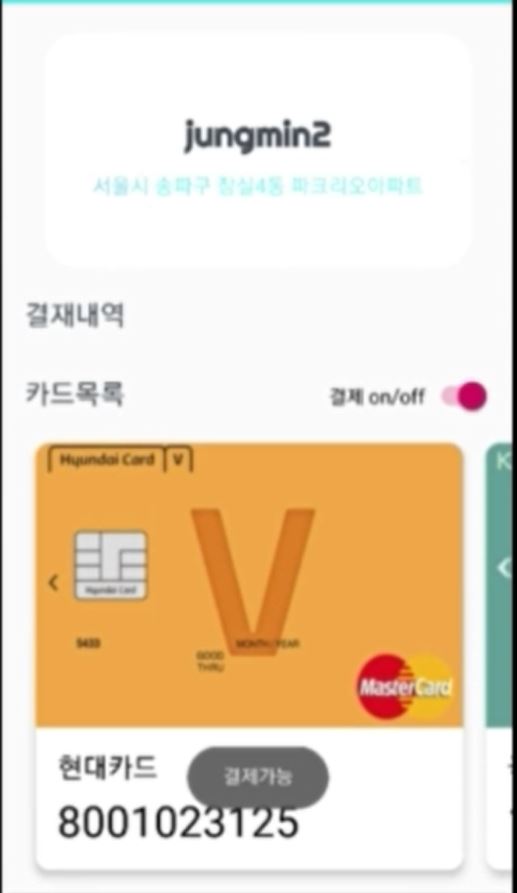 jungmin2
서울시 송파구 잠실4동 파크리오아파트
결재내역
카드목록
결제 on/off
Hyundai Card V
V
Hyundai Card
5433
MONTH/YEAR
GOOD
THRU
MasterCard
현대카드
결제가능
8001023125
K